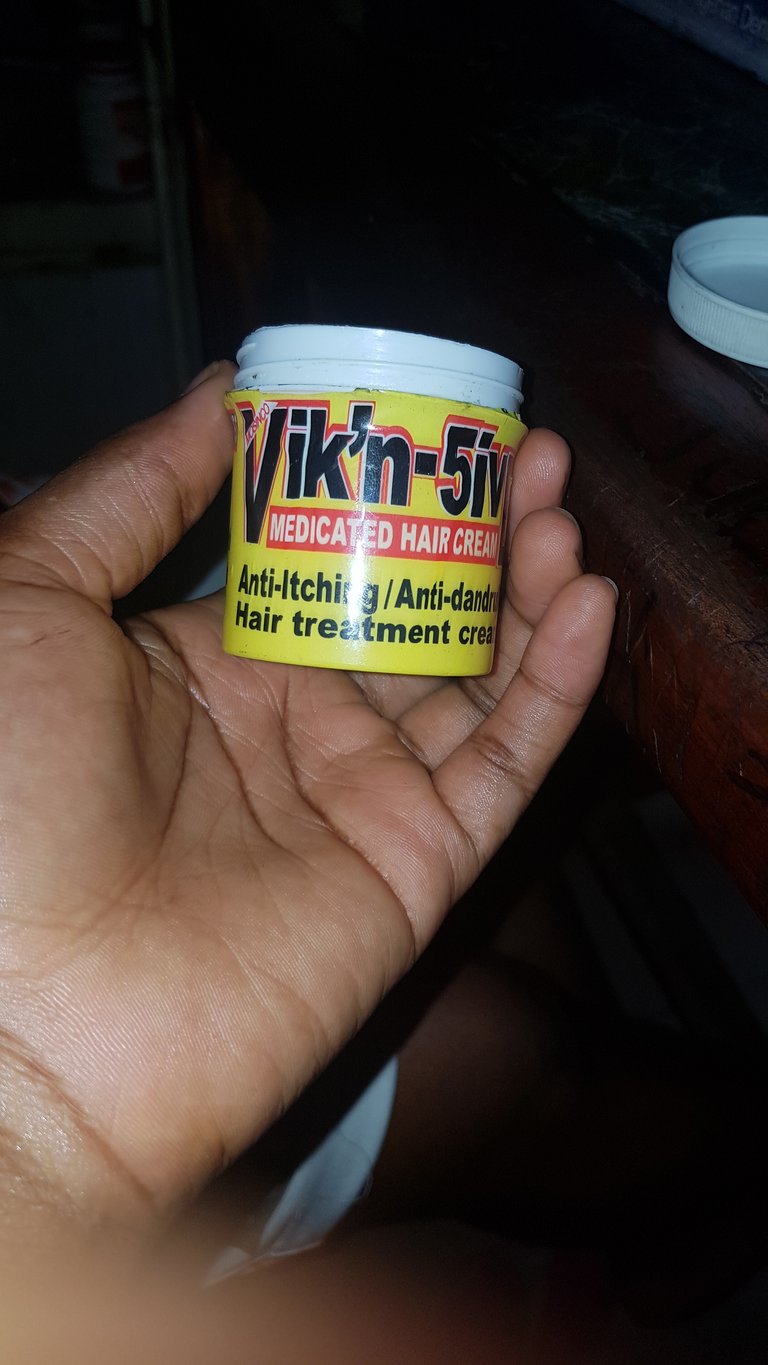 Vik'n-5iv
MEDICATED HAIR CREAM
Anti-Itching / Anti-dandru
Hair treatment crea